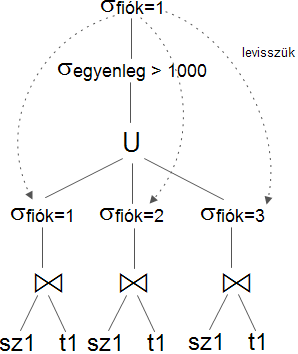 σfiók=1
levisszük
σegyenleg > 1000
U
σfiók=1 σfiók=2 σfiók=3
⋈ ⋈ ⋈
sz1 t1 sz1 t1 sz1 t1